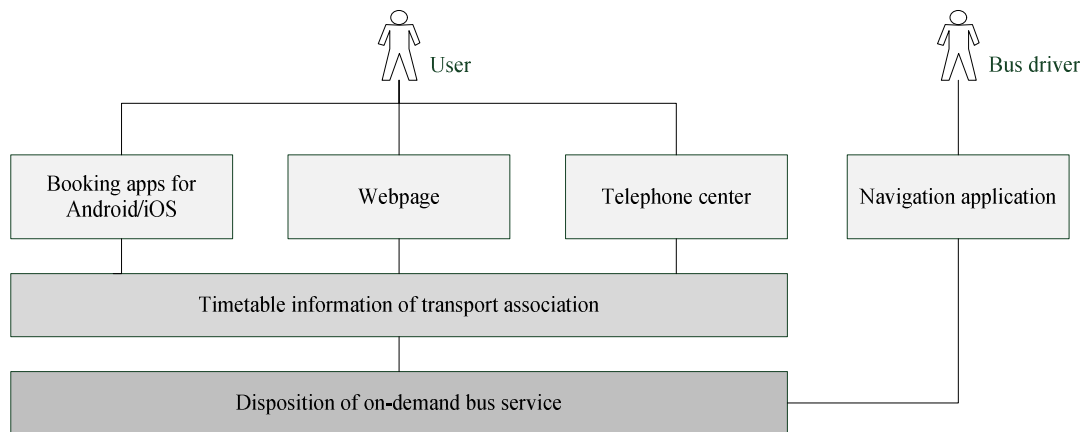 User
Bus driver
Booking apps for
Android/iOS
Webpage
Telephone center
Navigation application
Timetable information of transport association
Disposition of on-demand bus service